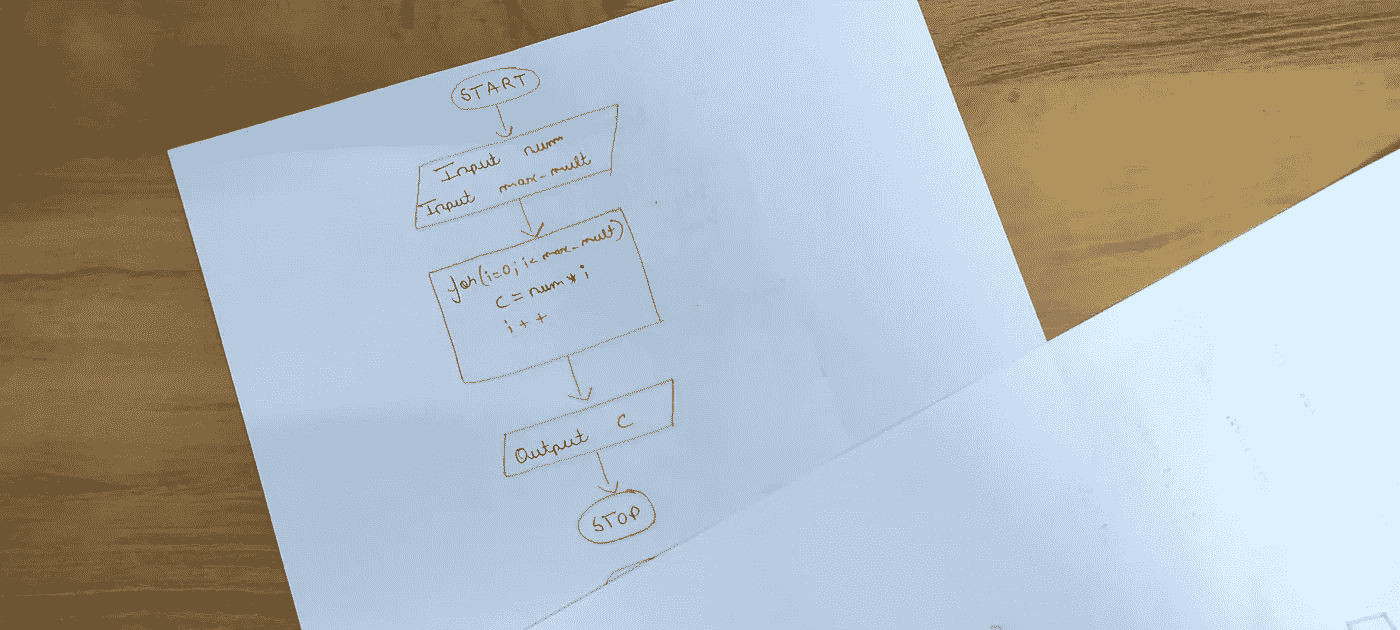 START
Input num
Input max-mult
for(i=0; i< max-mult)
C = num * i
i++
Output C
STOP